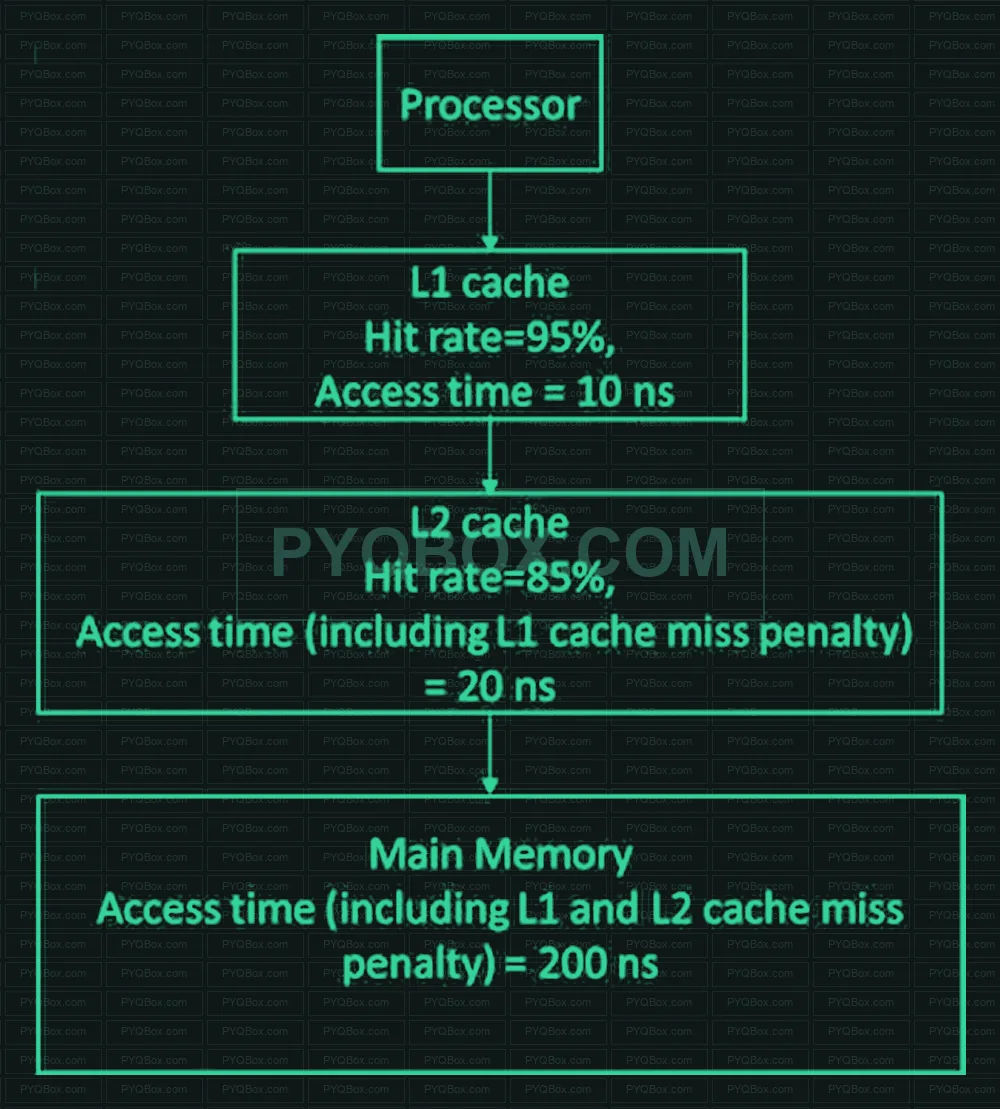 Processor
L1 cache
Hit rate=95%,
Access time = 10 ns
L2 cache
PYQBOX.COM
Hit rate=85%,
Access time (including L1 cache miss penalty)
= 20 ns
Main Memory
Access time (including L1 and L2 cache miss
penalty) = 200 ns
PYQBox.com